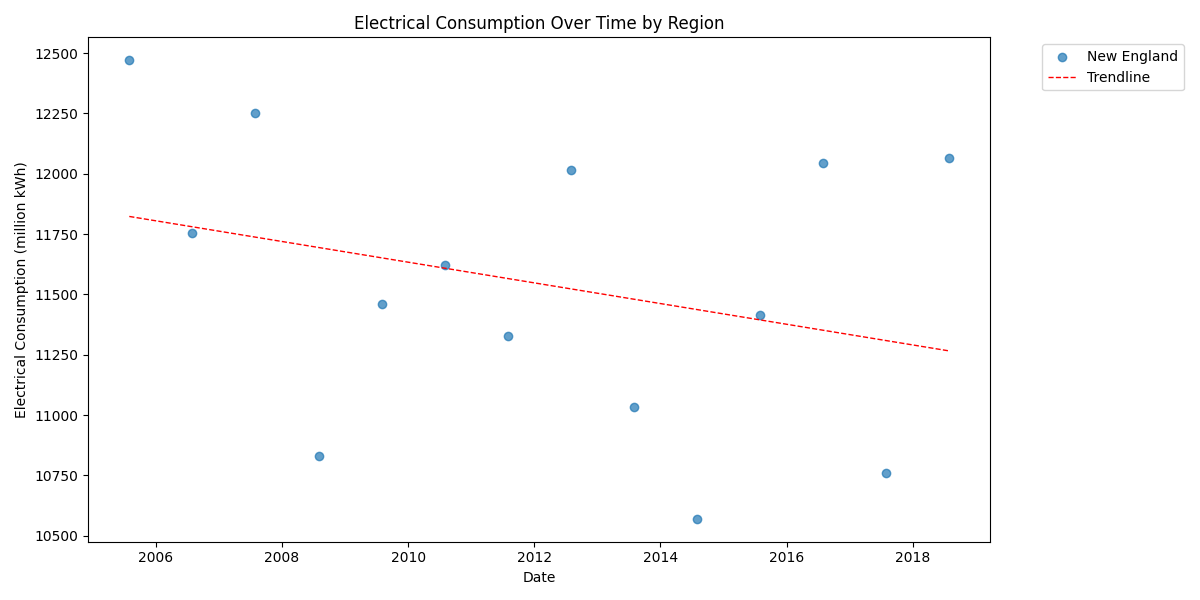 Electrical Consumption Over Time by Region
New England
Trendline
Electrical Consumption (million kWh)
12500
12250
12000
11750
11500
11250
11000
10750
10500
2006 2008 2010 2012 2014 2016 2018
Date